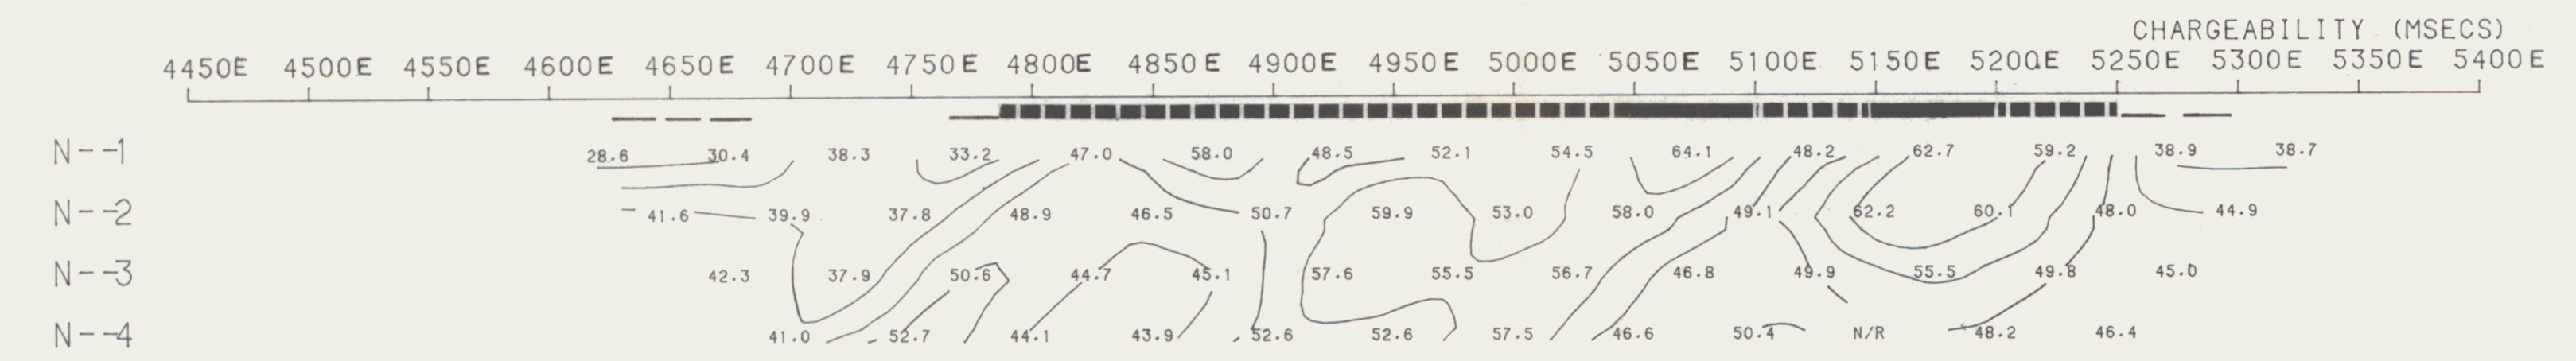 CHARGEABILITY (MSECS)
4450E 4500E 4550E 4600E 4650E 4700E 4750E 4800E 4850E 4900E 4950E 5000E 5050E 5100E 5150E 5200E 5250E 5300E 5350E 5400E
N--1 28.6 30.4 38.3 33.2 47.0 58.0 48.5 52.1 54.5 64.1 48.2 62.7 59.2 38.9 38.7
N--2 41.6 39.9 37.8 48.9 46.5 50.7 59.9 53.0 58.0 49.1 62.2 60.1 48.0 44.9
N--3 42.3 37.9 50.6 44.7 45.1 57.6 55.5 56.7 46.8 49.9 55.5 49.8 45.0
N--4 41.0 52.7 44.1 43.9 52.6 52.6 57.5 46.6 50.4 N/R 48.2 46.4